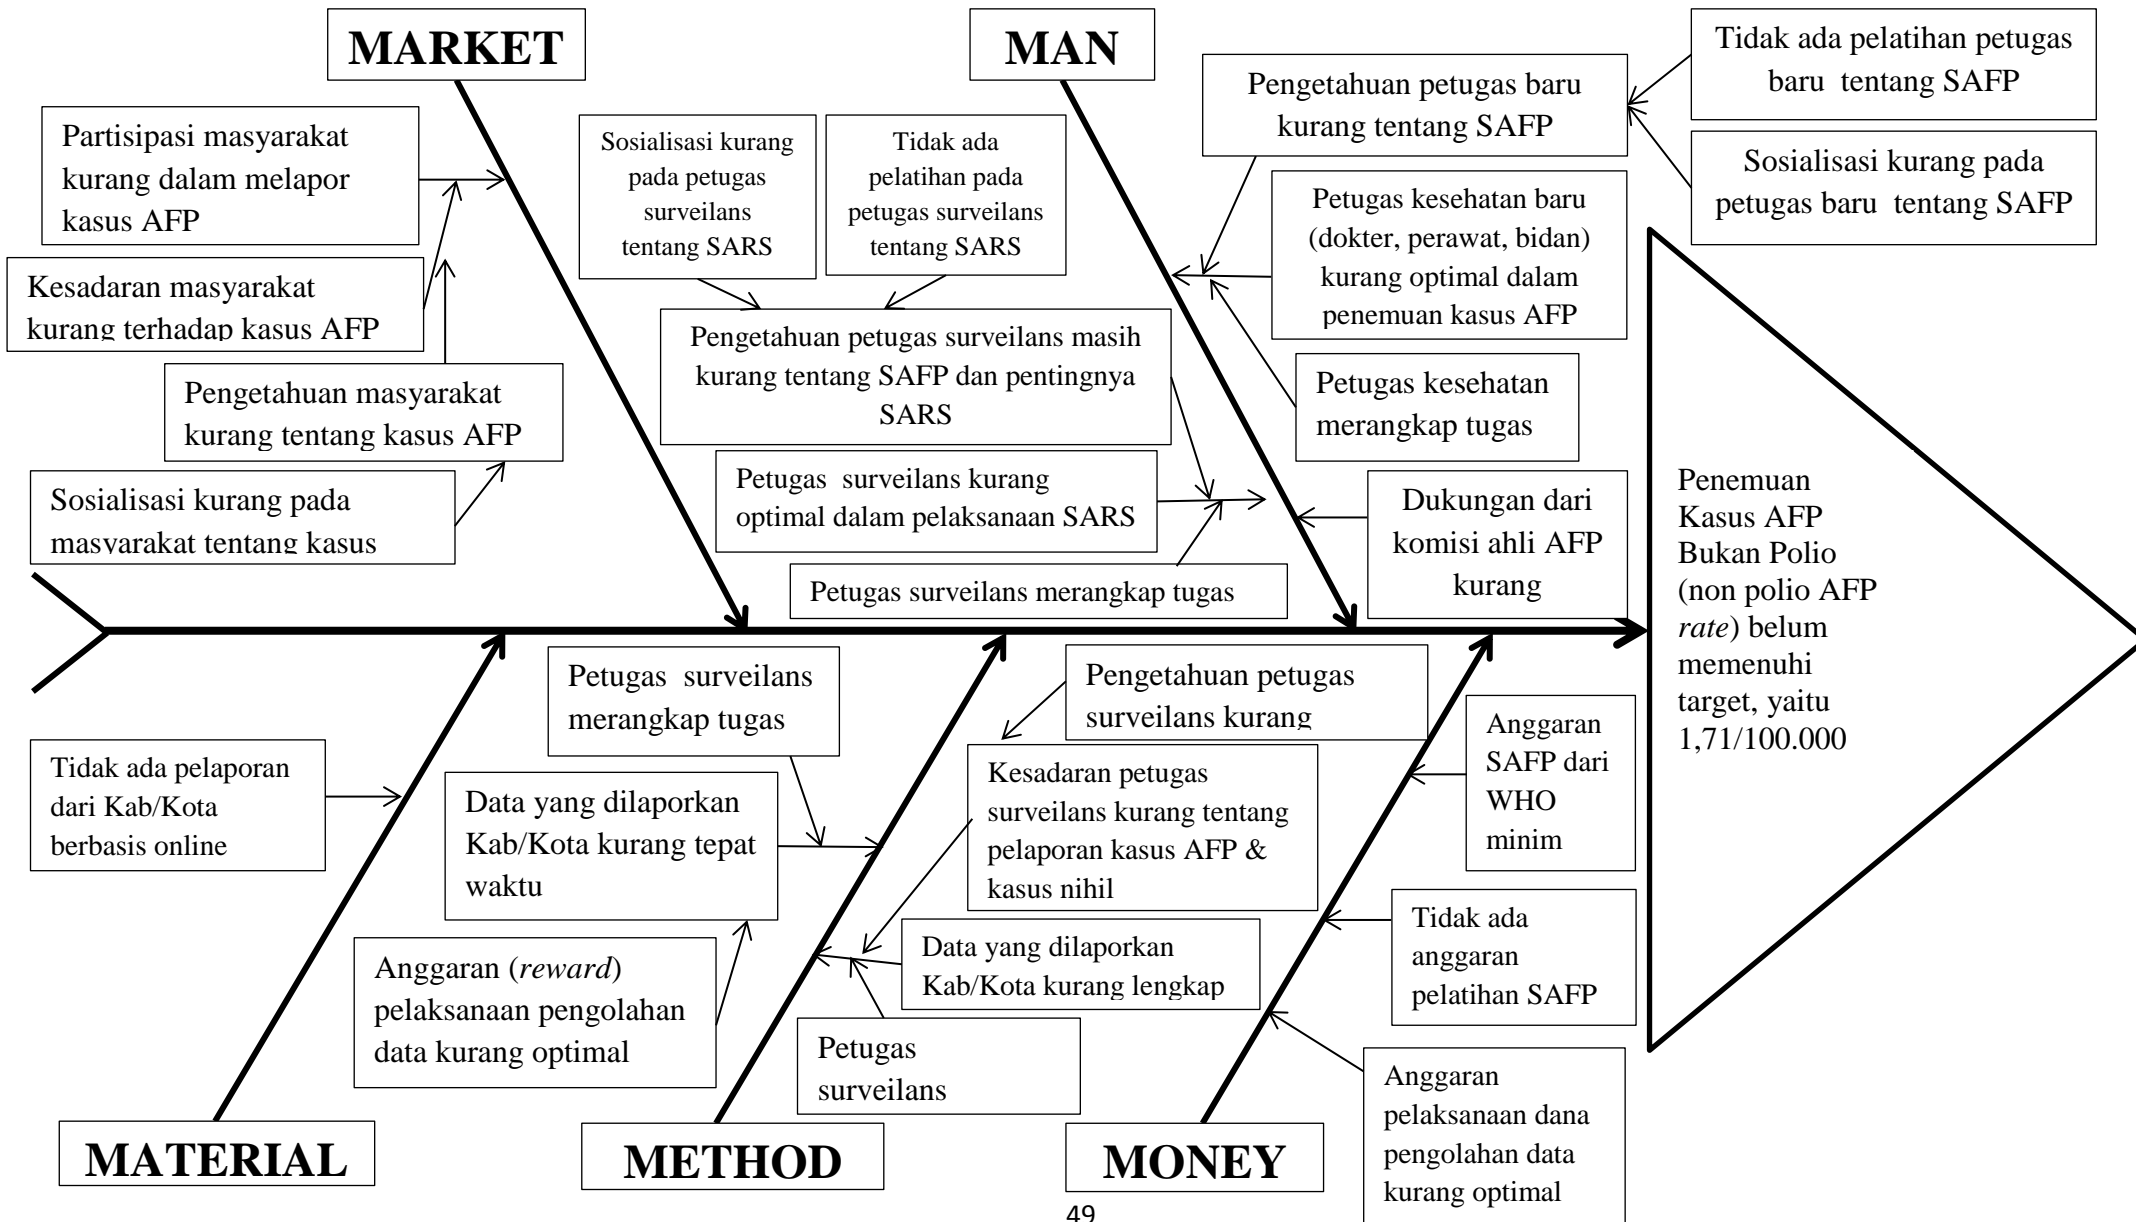 MARKET
MAN
Tidak ada pelatihan petugas
baru  tentang SAFP
Pengetahuan petugas baru
kurang tentang SAFP
Sosialisasi kurang pada
petugas baru  tentang SAFP
Partisipasi masyarakat
kurang dalam melapor
kasus AFP
Sosialisasi kurang
pada petugas
surveilans
tentang SARS
Tidak ada
pelatihan pada
petugas surveilans
tentang SARS
Petugas kesehatan baru
(dokter, perawat, bidan)
kurang optimal dalam
penemuan kasus AFP
Kesadaran masyarakat
kurang terhadap kasus AFP
Pengetahuan petugas surveilans masih
kurang tentang SAFP dan pentingnya
SARS
Pengetahuan masyarakat
kurang tentang kasus AFP
Petugas kesehatan
merangkap tugas
Sosialisasi kurang pada
masyarakat tentang kasus
Petugas  surveilans kurang
optimal dalam pelaksanaan SARS
Dukungan dari
komisi ahli AFP
kurang
Petugas surveilans merangkap tugas
Penemuan
Kasus AFP
Bukan Polio
(non polio AFP
rate) belum
memenuhi
target, yaitu
1,71/100.000
Petugas  surveilans
merangkap tugas
Pengetahuan petugas
surveilans kurang
Anggaran
SAFP dari
WHO
minim
Tidak ada pelaporan
dari Kab/Kota
berbasis online
Data yang dilaporkan
Kab/Kota kurang tepat
waktu
Kesadaran petugas
surveilans kurang tentang
pelaporan kasus AFP &
kasus nihil
Tidak ada
anggaran
pelatihan SAFP
Anggaran (reward)
pelaksanaan pengolahan
data kurang optimal
Data yang dilaporkan
Kab/Kota kurang lengkap
Petugas
surveilans
Anggaran
pelaksanaan dana
pengolahan data
kurang optimal
MATERIAL
METHOD
MONEY
49